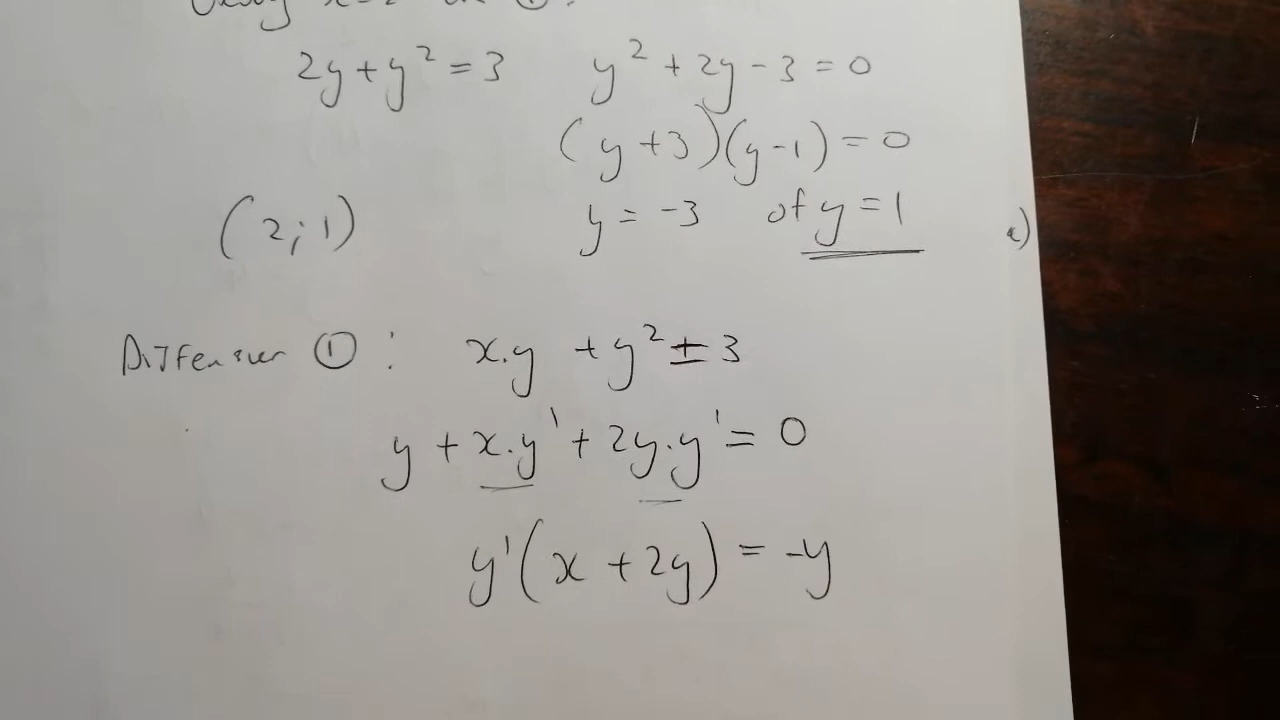 2y + y² = 3 y² + 2y - 3 = 0
(y + 3)(y - 1) = 0
(2; 1) y = -3 of y = 1
①: x.y + y² ± 3
y + x.y' + 2y.y' = 0
y'(x + 2y) = -y